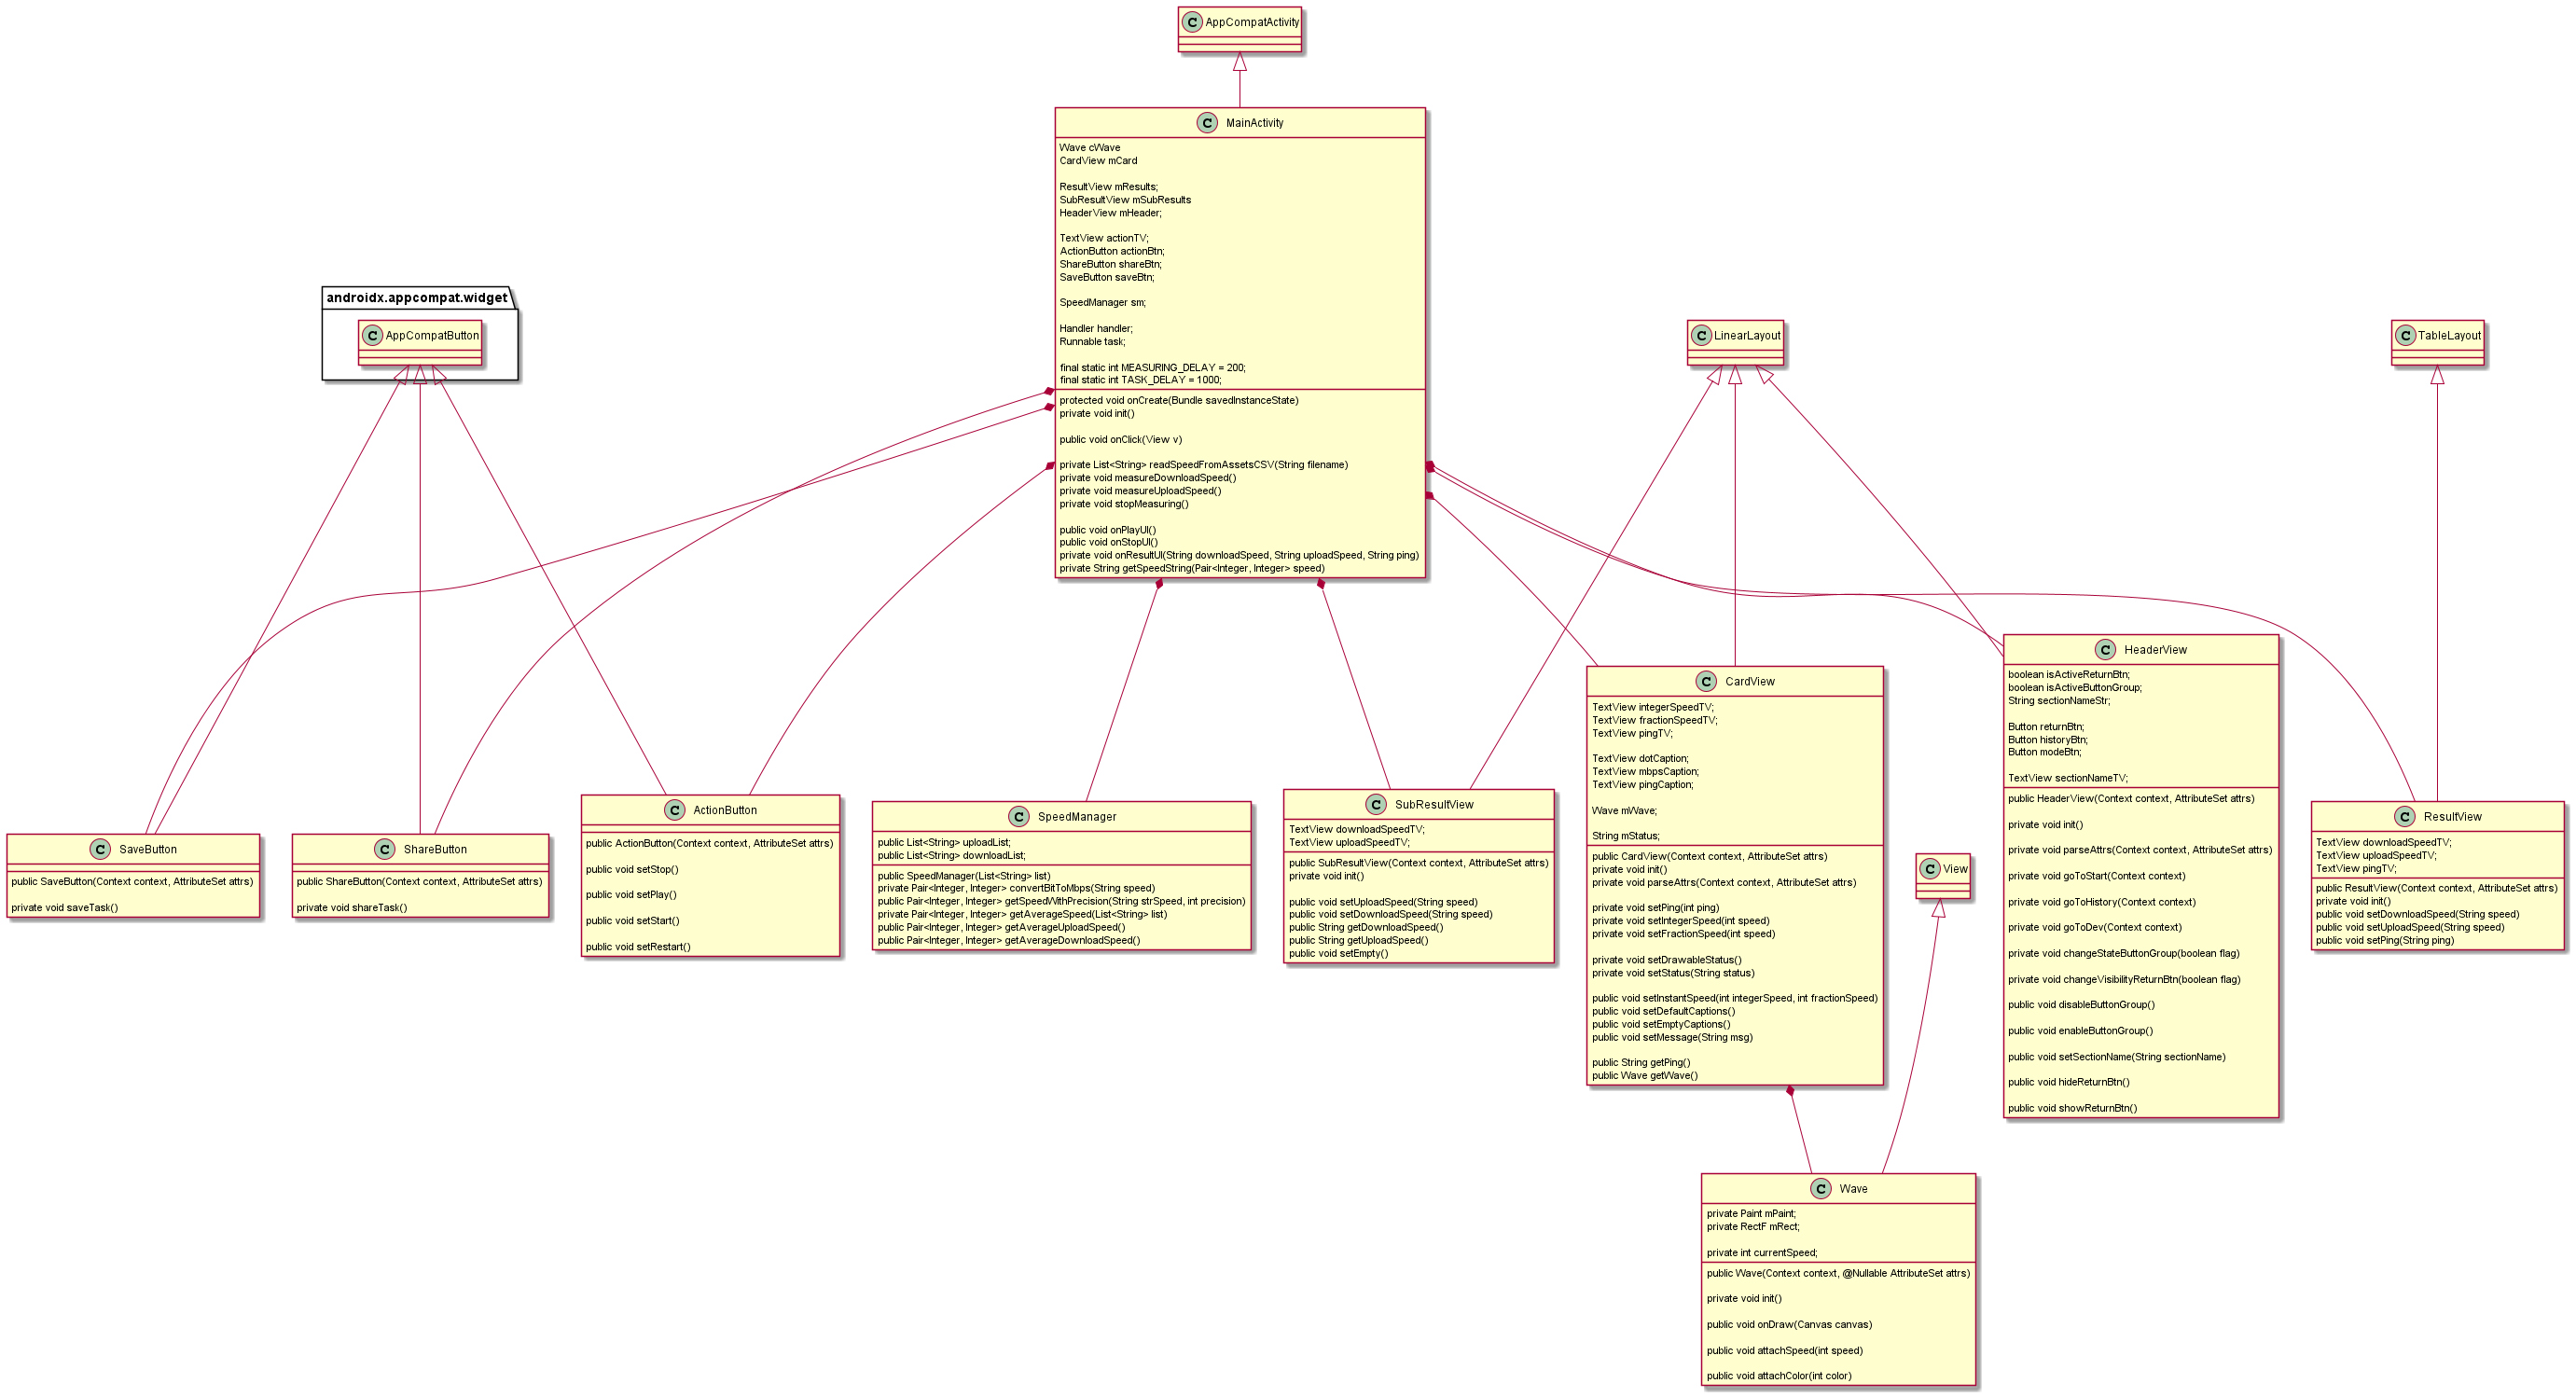 AppCompatActivity
MainActivity
Wave cWave
CardView mCard
ResultView mResults;
SubResultView mSubResults
HeaderView mHeader;
TextView actionTV;
ActionButton actionBtn;
ShareButton shareBtn;
SaveButton saveBtn;
SpeedManager sm;
Handler handler;
Runnable task;
final static int MEASURING_DELAY = 200;
final static int TASK_DELAY = 1000;
protected void onCreate(Bundle savedInstanceState)
private void init()
public void onClick(View v)
private List<String> readSpeedFromAssetsCSV(String filename)
private void measureDownloadSpeed()
private void measureUploadSpeed()
private void stopMeasuring()
public void onPlayUI()
public void onStopUI()
private void onResultUI(String downloadSpeed, String uploadSpeed, String ping)
private String getSpeedString(Pair<Integer, Integer> speed)
androidx.appcompat.widget
AppCompatButton
LinearLayout
TableLayout
SaveButton
public SaveButton(Context context, AttributeSet attrs)
private void saveTask()
ShareButton
public ShareButton(Context context, AttributeSet attrs)
private void shareTask()
ActionButton
public ActionButton(Context context, AttributeSet attrs)
public void setStop()
public void setPlay()
public void setStart()
public void setRestart()
SpeedManager
public List<String> uploadList;
public List<String> downloadList;
public SpeedManager(List<String> list)
private Pair<Integer, Integer> convertBitToMbps(String speed)
public Pair<Integer, Integer> getSpeedWithPrecision(String strSpeed, int precision)
private Pair<Integer, Integer> getAverageSpeed(List<String> list)
public Pair<Integer, Integer> getAverageUploadSpeed()
public Pair<Integer, Integer> getAverageDownloadSpeed()
SubResultView
TextView downloadSpeedTV;
TextView uploadSpeedTV;
public SubResultView(Context context, AttributeSet attrs)
private void init()
public void setUploadSpeed(String speed)
public void setDownloadSpeed(String speed)
public String getDownloadSpeed()
public String getUploadSpeed()
public void setEmpty()
CardView
TextView integerSpeedTV;
TextView fractionSpeedTV;
TextView pingTV;
TextView dotCaption;
TextView mbpsCaption;
TextView pingCaption;
Wave mWave;
String mStatus;
public CardView(Context context, AttributeSet attrs)
private void init()
private void parseAttrs(Context context, AttributeSet attrs)
private void setPing(int ping)
private void setIntegerSpeed(int speed)
private void setFractionSpeed(int speed)
private void setDrawableStatus()
private void setStatus(String status)
public void setInstantSpeed(int integerSpeed, int fractionSpeed)
public void setDefaultCaptions()
public void setEmptyCaptions()
public void setMessage(String msg)
public String getPing()
public Wave getWave()
View
HeaderView
boolean isActiveReturnBtn;
boolean isActiveButtonGroup;
String sectionNameStr;
Button returnBtn;
Button historyBtn;
Button modeBtn;
TextView sectionNameTV;
public HeaderView(Context context, AttributeSet attrs)
private void init()
private void parseAttrs(Context context, AttributeSet attrs)
private void goToStart(Context context)
private void goToHistory(Context context)
private void goToDev(Context context)
private void changeStateButtonGroup(boolean flag)
private void changeVisibilityReturnBtn(boolean flag)
public void disableButtonGroup()
public void enableButtonGroup()
public void setSectionName(String sectionName)
public void hideReturnBtn()
public void showReturnBtn()
ResultView
TextView downloadSpeedTV;
TextView uploadSpeedTV;
TextView pingTV;
public ResultView(Context context, AttributeSet attrs)
private void init()
public void setDownloadSpeed(String speed)
public void setUploadSpeed(String speed)
public void setPing(String ping)
Wave
private Paint mPaint;
private RectF mRect;
private int currentSpeed;
public Wave(Context context, @Nullable AttributeSet attrs)
private void init()
public void onDraw(Canvas canvas)
public void attachSpeed(int speed)
public void attachColor(int color)